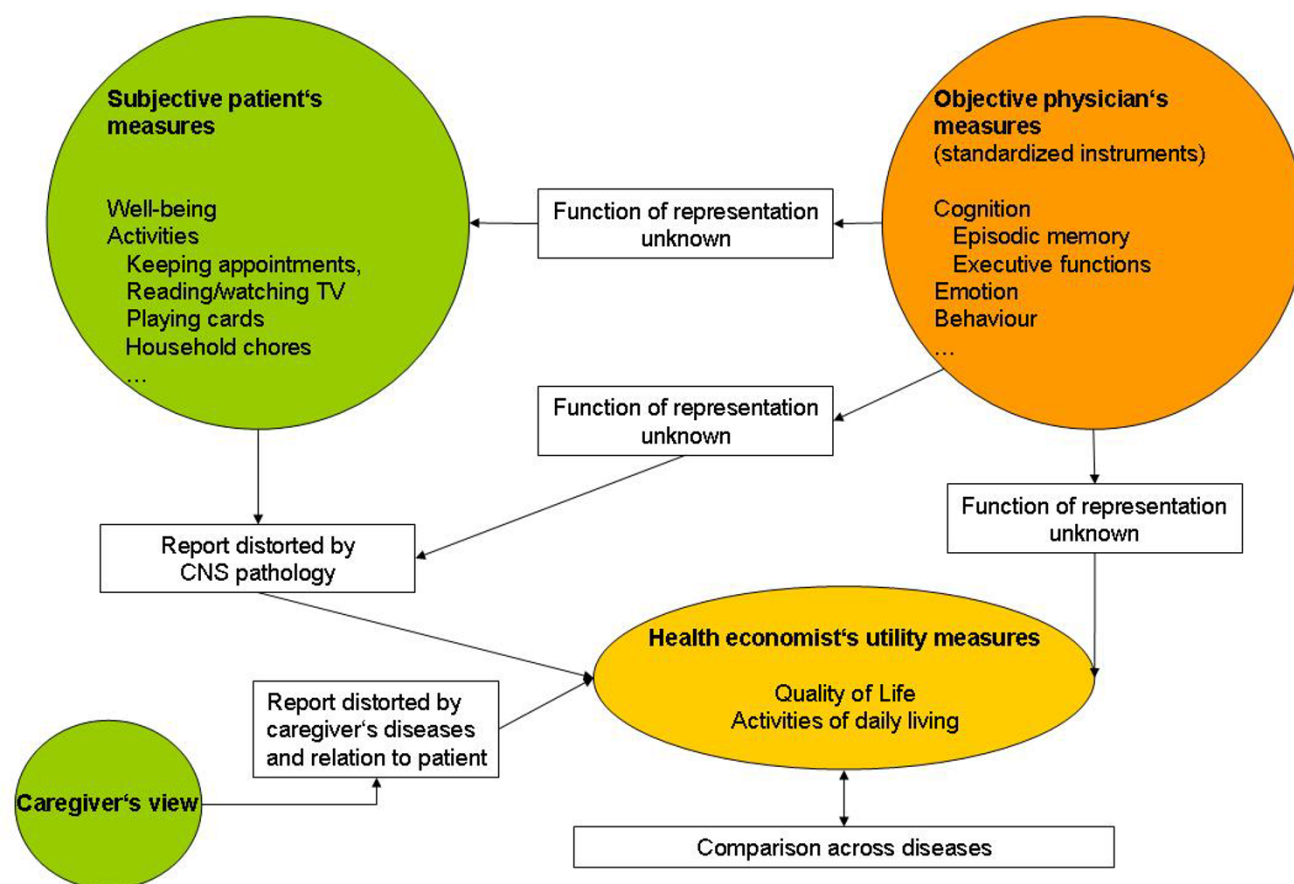 Subjective patient‘s
measures
Well-being
Activities
Keeping appointments,
Reading/watching TV
Playing cards
Household chores
…
Function of representation
unknown
Objective physician‘s
measures
(standardized instruments)
Cognition
Episodic memory
Executive functions
Emotion
Behaviour
…
Function of representation
unknown
Function of representation
unknown
Report distorted by
CNS pathology
Health economist‘s utility measures
Quality of Life
Activities of daily living
Report distorted by
caregiver‘s diseases
and relation to patient
Caregiver‘s view
Comparison across diseases